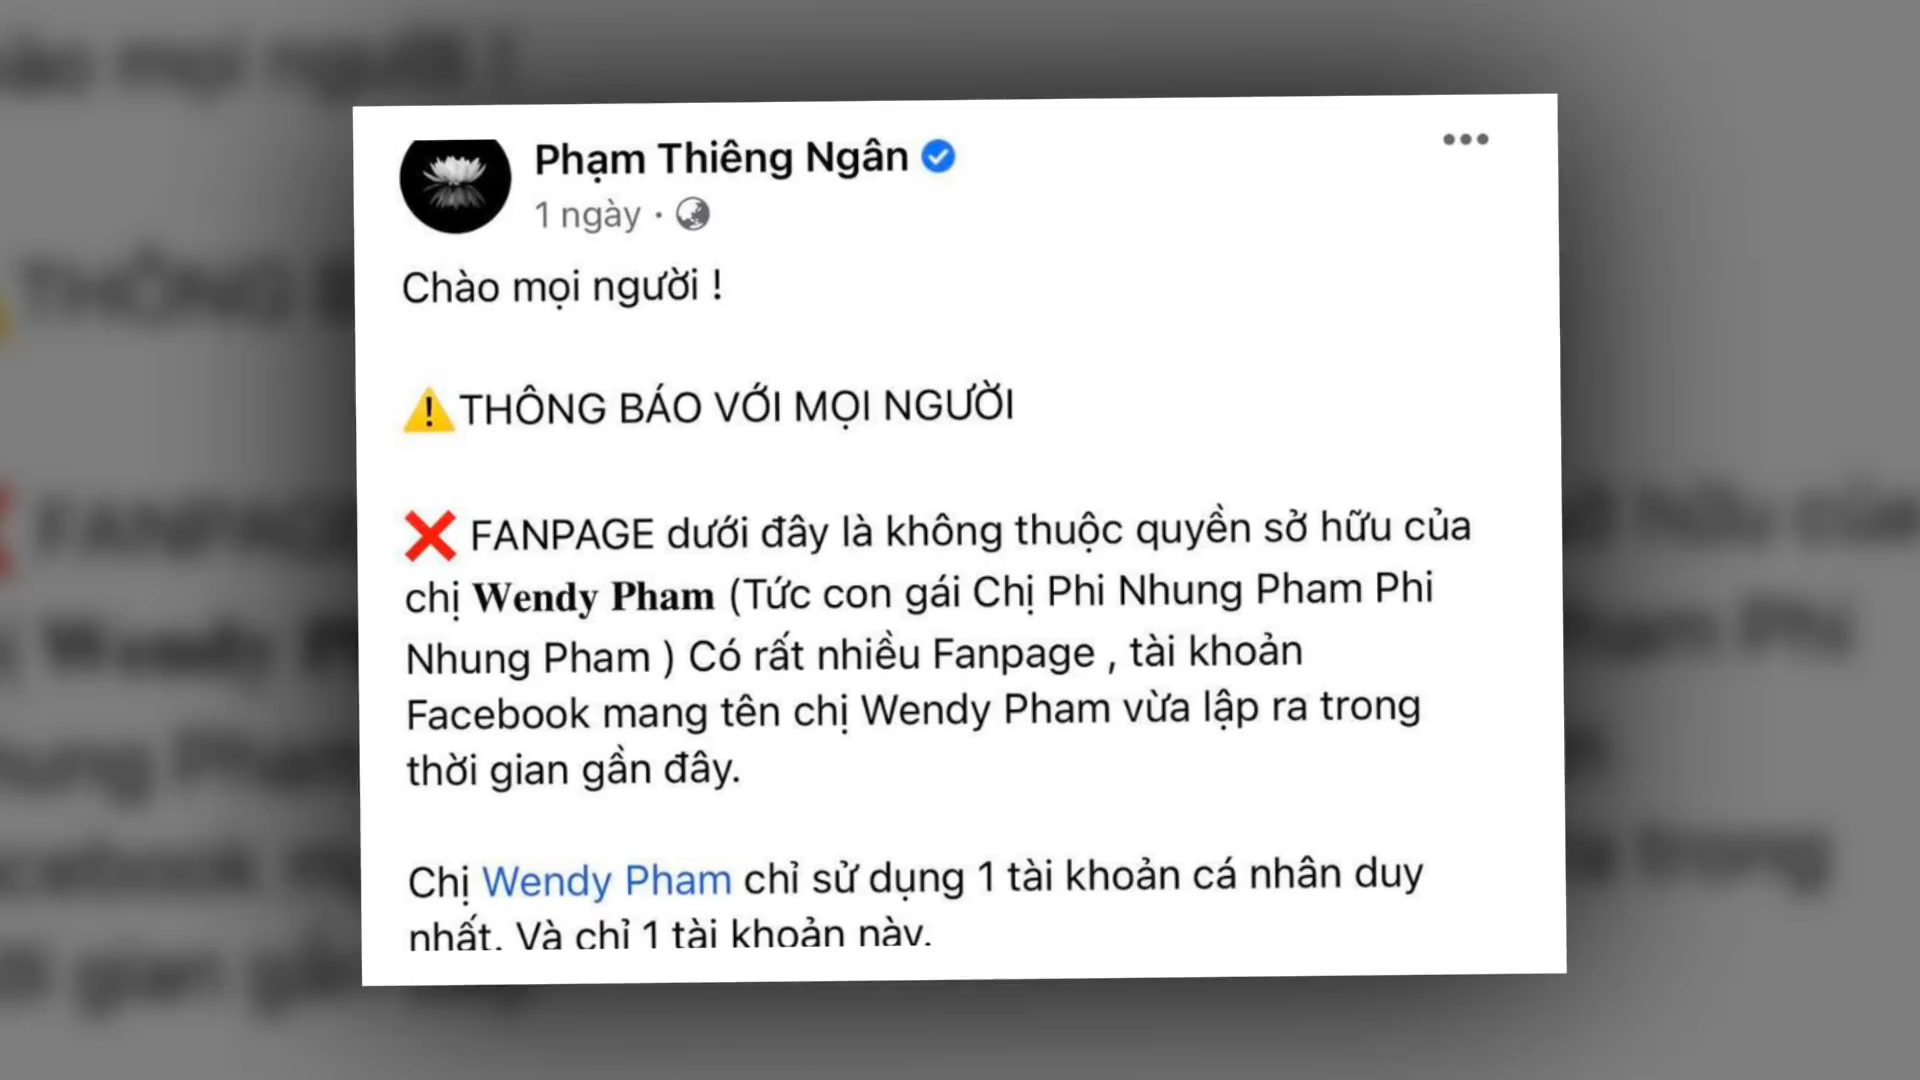 Phạm Thiêng Ngân
1 ngày ·
Chào mọi người !
⚠️THÔNG BÁO VỚI MỌI NGƯỜI
❌ FANPAGE dưới đây là không thuộc quyền sở hữu của
chị Wendy Pham (Tức con gái Chị Phi Nhung Pham Phi
Nhung Pham ) Có rất nhiều Fanpage , tài khoản
Facebook mang tên chị Wendy Pham vừa lập ra trong
thời gian gần đây.
Chị Wendy Pham chỉ sử dụng 1 tài khoản cá nhân duy
nhất. Và chỉ 1 tài khoản này.